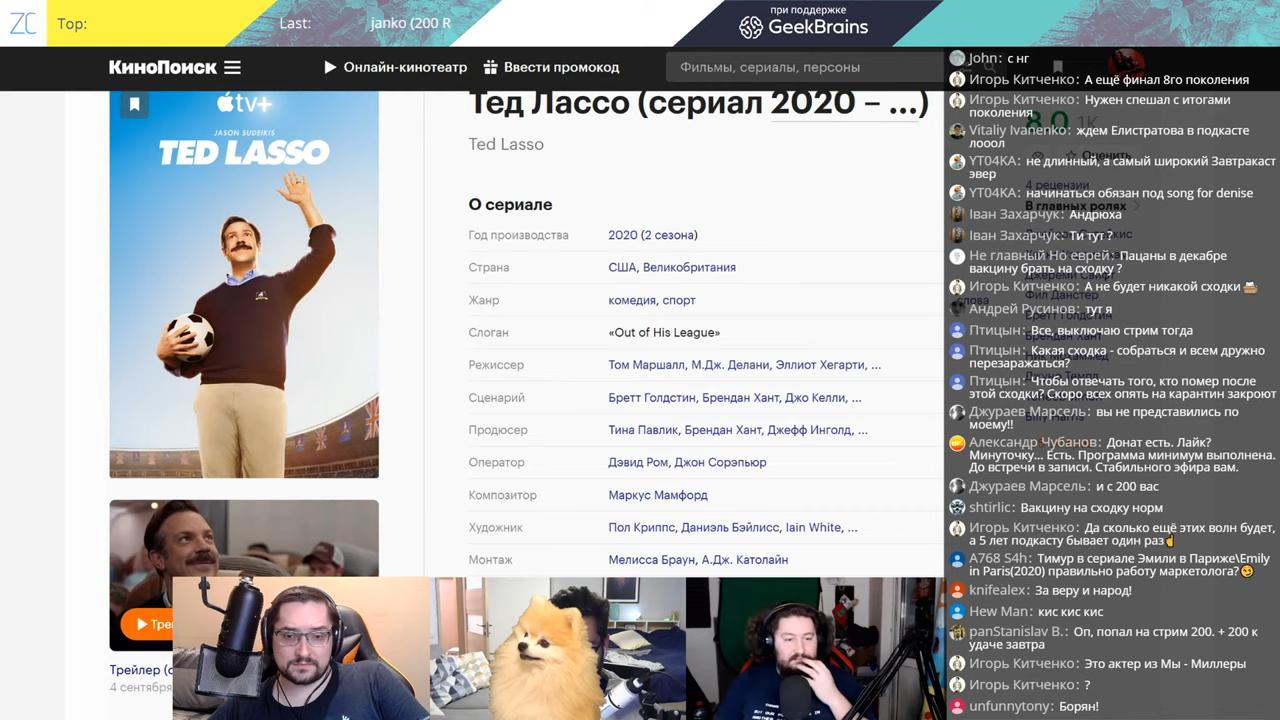 ZC
Top:
Last:
janko (200 R
при поддержке
GeekBrains
КиноПоиск
Онлайн-кинотеатр
Ввести промокод
Фильмы, сериалы, персоны
tv+
JASON SUDEIKIS
TED LASSO
Тед Лассо (сериал 2020 – ...)
Ted Lasso
О сериале
Год производства 2020 (2 сезона)
Страна США, Великобритания
Жанр комедия, спорт
Слоган «Out of His League»
Режиссер Том Маршалл, М.Дж. Делани, Эллиот Хегарти, ...
Сценарий Бретт Голдстин, Брендан Хант, Джо Келли, ...
Продюсер Тина Павлик, Брендан Хант, Джефф Инголд, ...
Оператор Дэвид Ром, Джон Сорэпьюр
Композитор Маркус Мамфорд
Художник Пол Криппс, Даниэль Бэйлисс, Iain White, ...
Монтаж Мелисса Браун, А.Дж. Католайн
Трейлер (с
4 сентября
8.0 1K
Оценить
4 рецензии
В главных ролях
John: с нг
Игорь Китченко: А ещё финал 8го поколения
Игорь Китченко: Нужен спешал с итогами
поколения
Vitaliy Ivanenko: ждем Елистратова в подкасте
лооол
YT04KA: не длинный, а самый широкий Завтракаст
эвер
YT04KA: начинаться обязан под song for denise
Іван Захарчук: Андрюха
Іван Захарчук: Ти тут ?
Не главный Но еврей: Пацаны в декабре
вакцину брать на сходку ?
Игорь Китченко: А не будет никакой сходки
Андрей Русинов: тут я
Птицын: Все, выключаю стрим тогда
Птицын: Какая сходка - собраться и всем дружно
перезаражаться?
Птицын: Чтобы отвечать того, кто помер после
этой сходки? Скоро всех опять на карантин закроют
Джураев Марсель: вы не представились по
моему!!
Александр Чубанов: Донат есть. Лайк?
Минуточку... Есть. Программа минимум выполнена.
До встречи в записи. Стабильного эфира вам.
Джураев Марсель: и с 200 вас
shtirlic: Вакцину на сходку норм
Игорь Китченко: Да сколько ещё этих волн будет,
а 5 лет подкасту бывает один раз
A768 S4h: Тимур в сериале Эмили в Париже\Emily
in Paris(2020) правильно работу маркетолога?
knifealex: За веру и народ!
New Man: кис кис кис
panStanislav B.: Оп, попал на стрим 200. + 200 к
удаче завтра
Игорь Китченко: Это актер из Мы - Миллеры
Игорь Китченко: ?
unfunnytony: Борян!